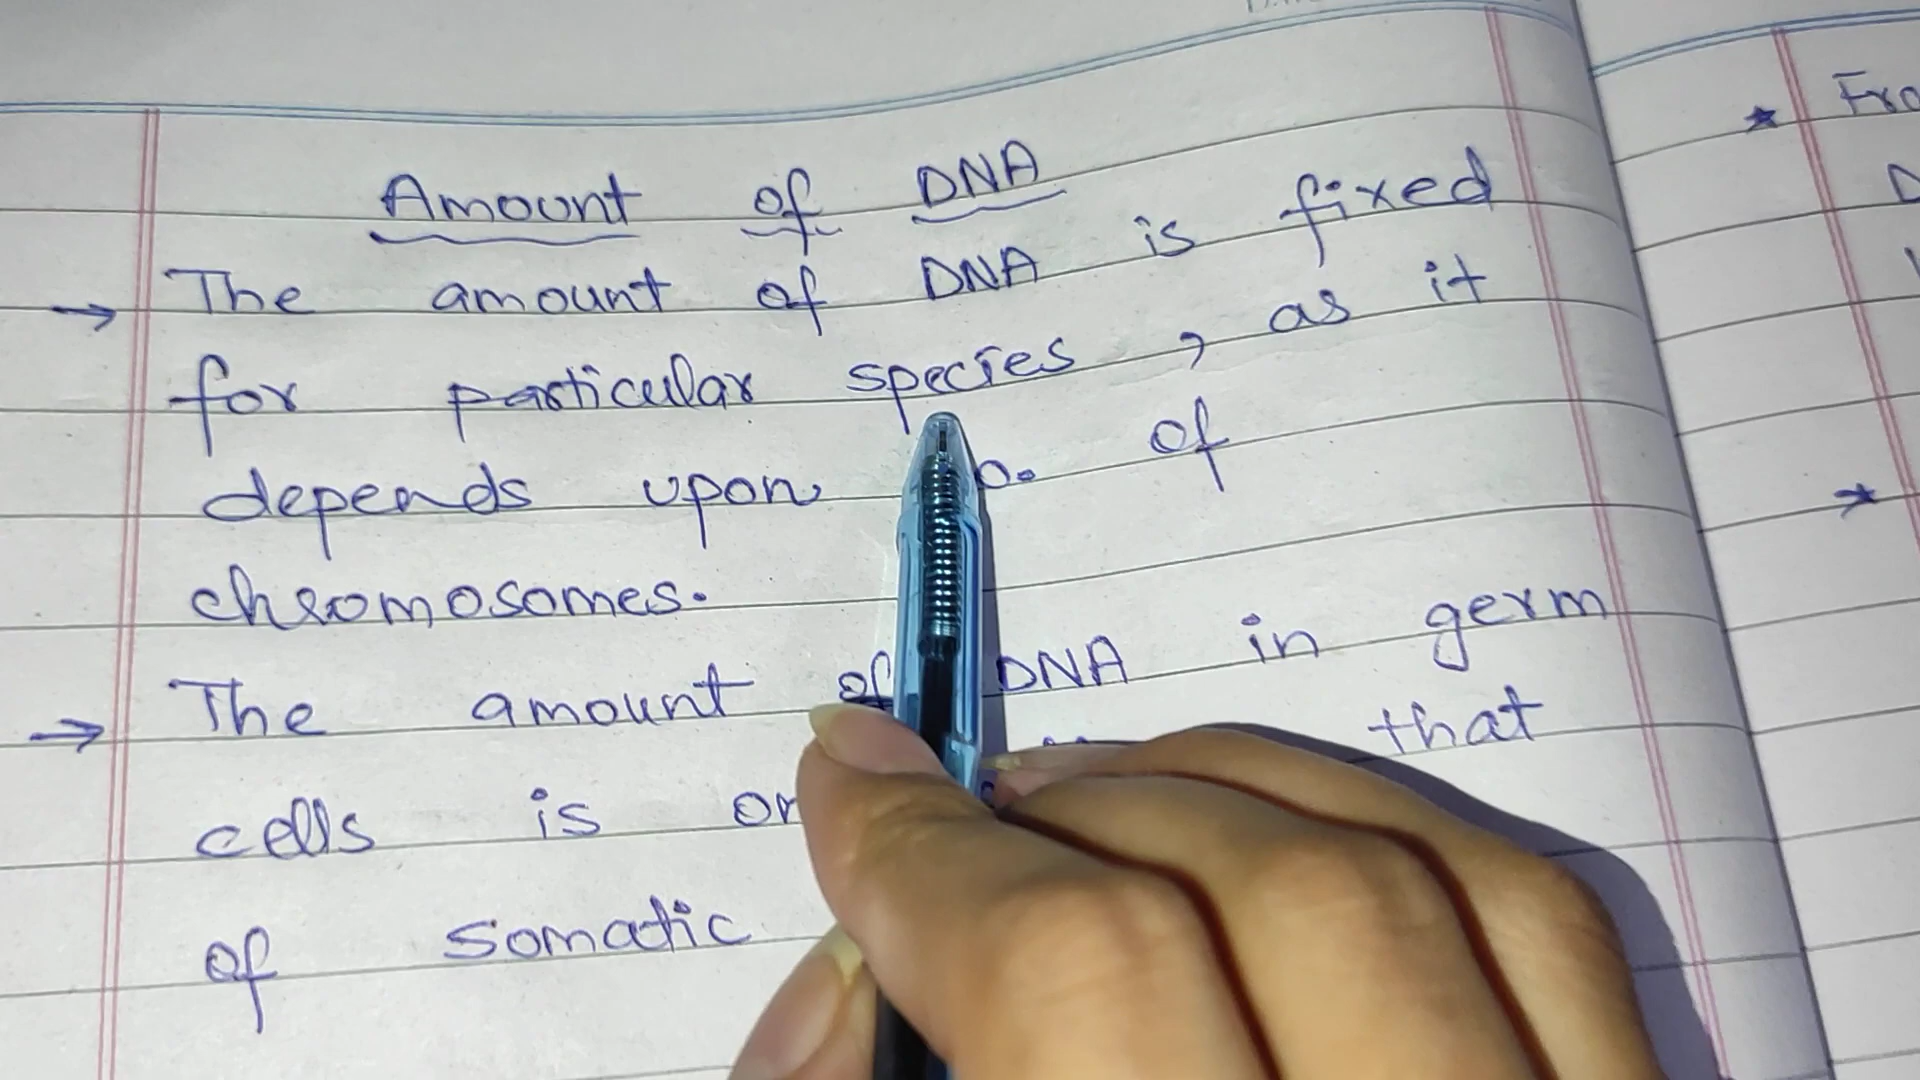 Amount of DNA
The amount of DNA is fixed
for particular species, as it
depends upon of
chromosomes.
The amount of DNA in germ
cells is that
of somatic